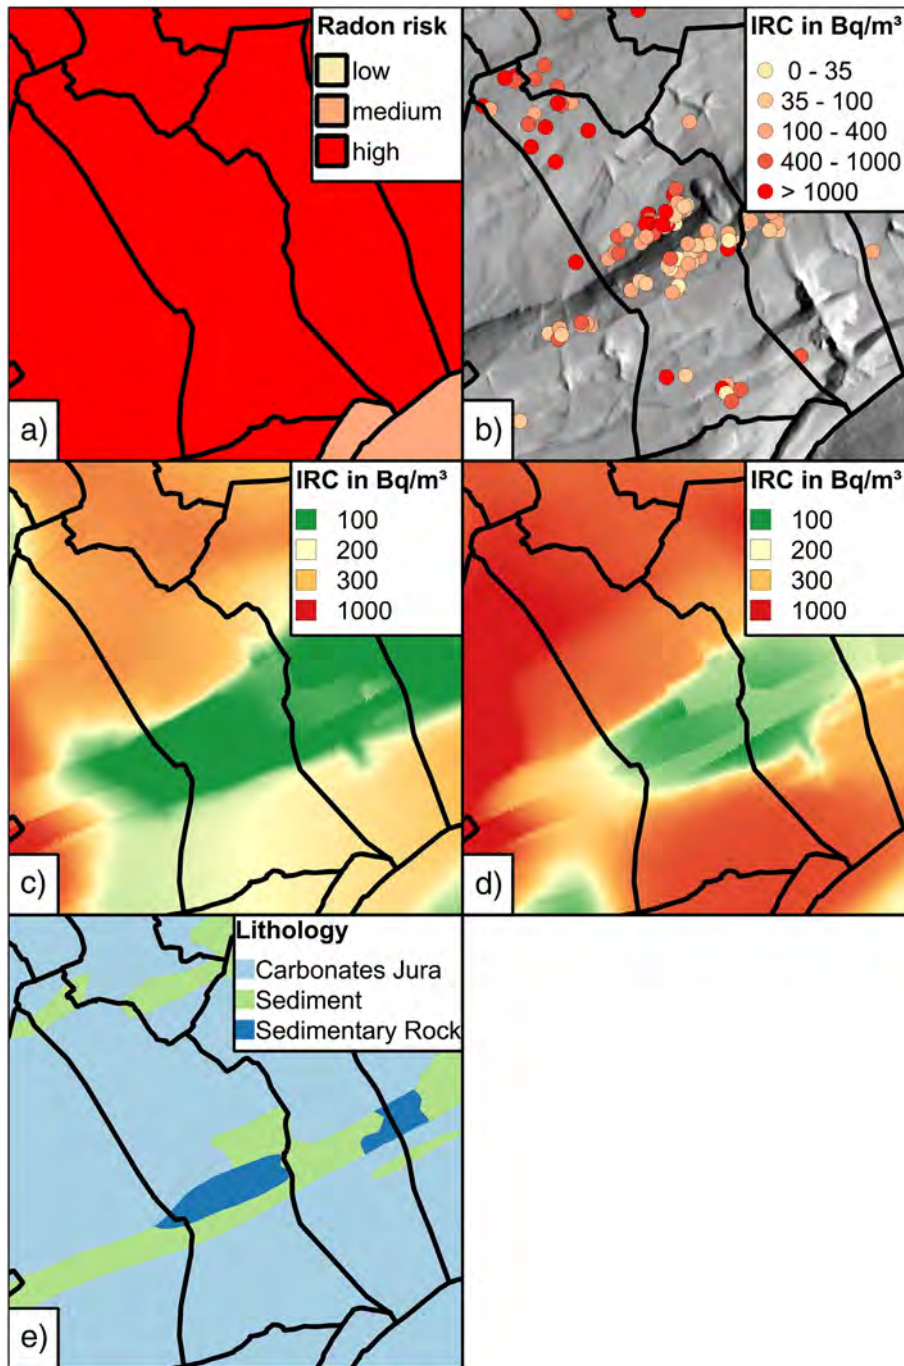 Radon risk
low
medium
high
a)
IRC in Bq/m³
0 - 35
35 - 100
100 - 400
400 - 1000
> 1000
b)
IRC in Bq/m³
100
200
300
1000
c)
IRC in Bq/m³
100
200
300
1000
d)
Lithology
Carbonates Jura
Sediment
Sedimentary Rock
e)